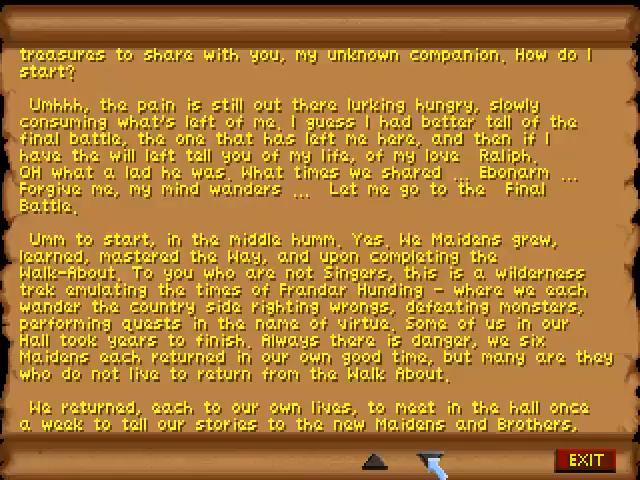 treasures to share with you, my unknown companion. How do I
start?
Umhhh, the pain is still out there lurking hungry, slowly
consuming what's left of me. I guess I had better tell of the
final battle, the one that has left me here, and then if I
have the will left tell you of my life, of my love Raliph.
OH what a lad he was. What times we shared ... Ebonarm ...
Forgive me, my mind wanders ... Let me go to the Final
Battle.
Umm to start, in the middle humm. Yes. We Maidens grew,
learned, mastered the Way, and upon completing the
Walk-About. To you who are not Singers, this is a wilderness
trek emulating the times of Frandar Hunding - where we each
wander the country side righting wrongs, defeating monsters,
performing quests in the name of virtue. Some of us in our
Hall took years to finish. Always there is danger, we six
Maidens each returned in our own good time, but many are they
who do not live to return from the Walk About.
We returned, each to our own lives, to meet in the hall once
a week to tell our stories to the new Maidens and Brothers,
EXIT